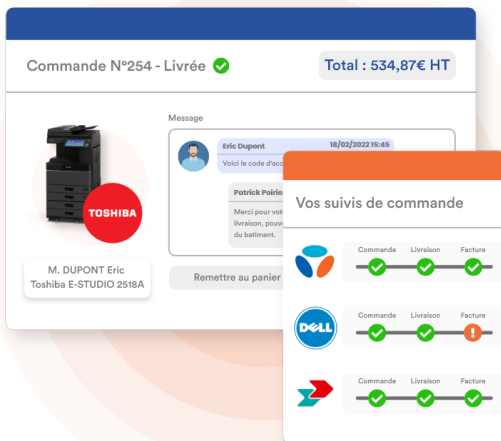 Commande N°254 - Livrée
Total : 534,87€ HT
Message
Eric Dupont 18/02/2022 15:45
Voici le code d'acc
Patrick Poirie
Merci pour vot
livraison, pouv
du batiment.
TOSHIBA
M. DUPONT Eric
Toshiba E-STUDIO 2518A
Remettre au panier
Vos suivis de commande
Commande Livraison Facture
DELL
Commande Livraison Facture
Commande Livraison Facture